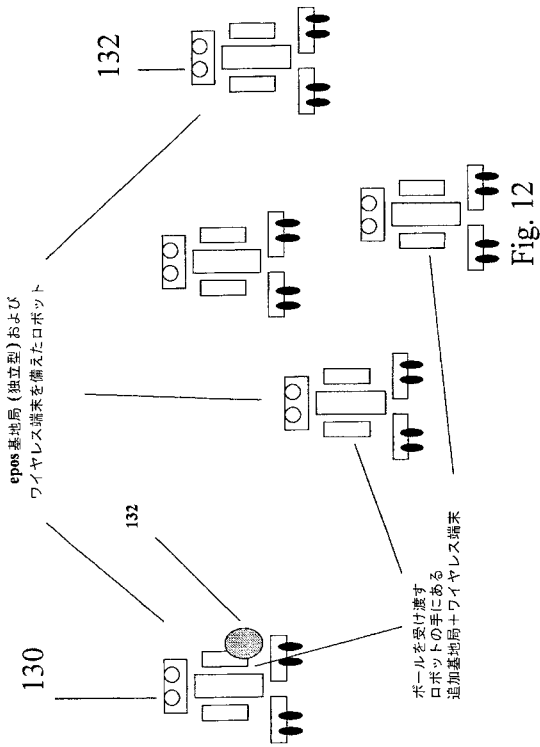 epos基地局(独立型)および
ワイヤレス端末を備えたロボット
132
130
132
ボールを受け渡す
ロボットの手にある
追加基地局+ワイヤレス端末
Fig. 12